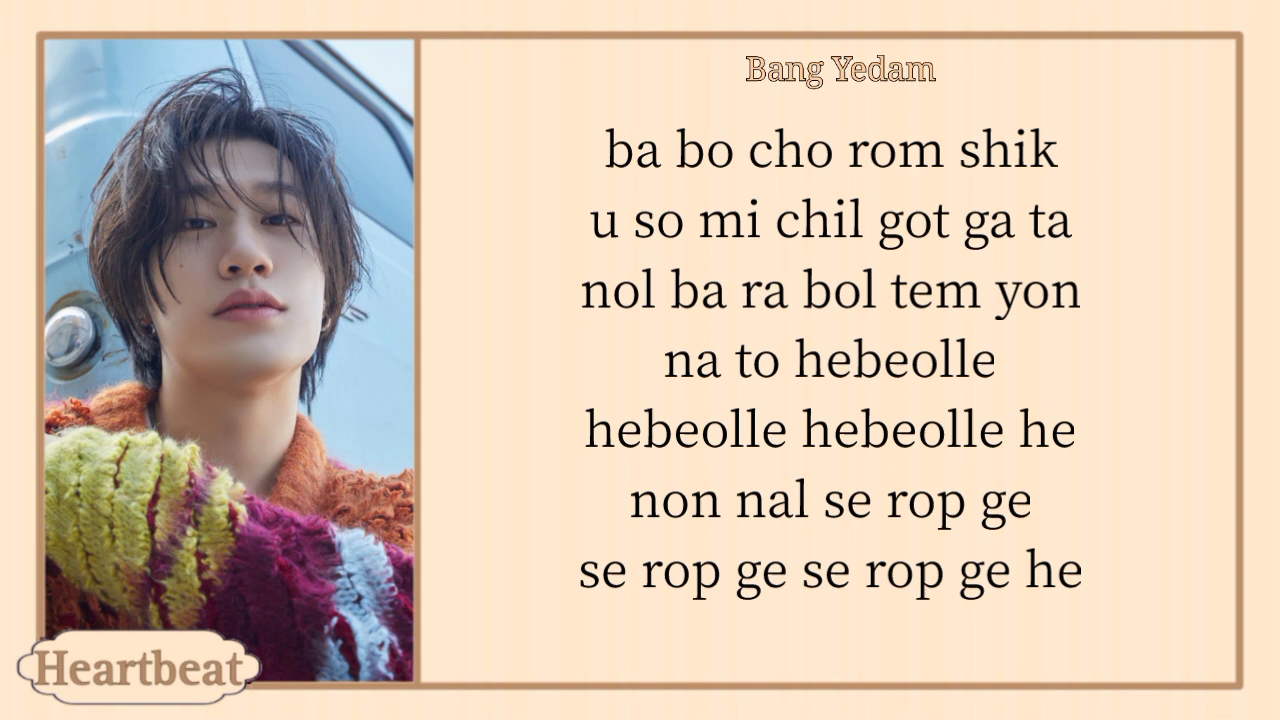 Bang Yedam
ba bo cho rom shik
u so mi chil got ga ta
nol ba ra bol tem yon
na to hebeolle
hebeolle hebeolle he
non nal se rop ge
se rop ge se rop ge he
Heartbeat